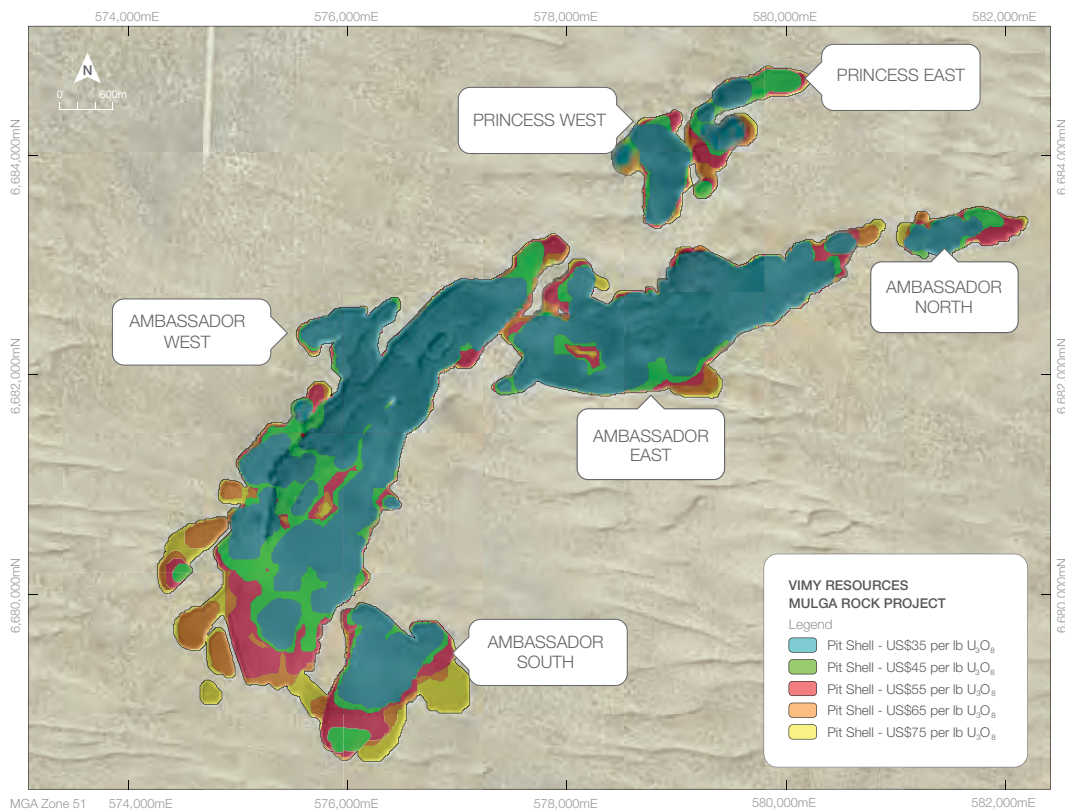 574,000mE
576,000mE
578,000mE
580,000mE
582,000mE
N
0 600m
PRINCESS EAST
PRINCESS WEST
6,684,000mN
6,684,000mN
AMBASSADOR
NORTH
AMBASSADOR
WEST
6,682,000mN
6,682,000mN
AMBASSADOR
EAST
6,680,000mN
6,680,000mN
AMBASSADOR
SOUTH
VIMY RESOURCES
MULGA ROCK PROJECT
Legend
Pit Shell - US$35 per lb U₃O₈
Pit Shell - US$45 per lb U₃O₈
Pit Shell - US$55 per lb U₃O₈
Pit Shell - US$65 per lb U₃O₈
Pit Shell - US$75 per lb U₃O₈
MGA Zone 51
574,000mE
576,000mE
578,000mE
580,000mE
582,000mE